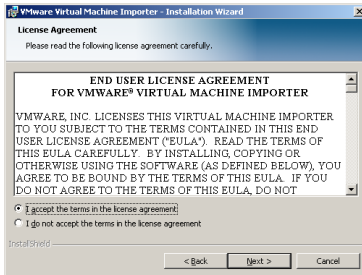 VMware Virtual Machine Importer - Installation Wizard
License Agreement
Please read the following license agreement carefully.
END USER LICENSE AGREEMENT
FOR VMWARE® VIRTUAL MACHINE IMPORTER
VMWARE, INC. LICENSES THIS VIRTUAL MACHINE IMPORTER
TO YOU SUBJECT TO THE TERMS CONTAINED IN THIS END
USER LICENSE AGREEMENT ("EULA"). READ THE TERMS OF
THIS EULA CAREFULLY. BY INSTALLING, COPYING OR
OTHERWISE USING THE SOFTWARE (AS DEFINED BELOW), YOU
AGREE TO BE BOUND BY THE TERMS OF THIS EULA. IF YOU
DO NOT AGREE TO THE TERMS OF THIS EULA, DO NOT
I accept the terms in the license agreement
I do not accept the terms in the license agreement
InstallShield
< Back Next > Cancel